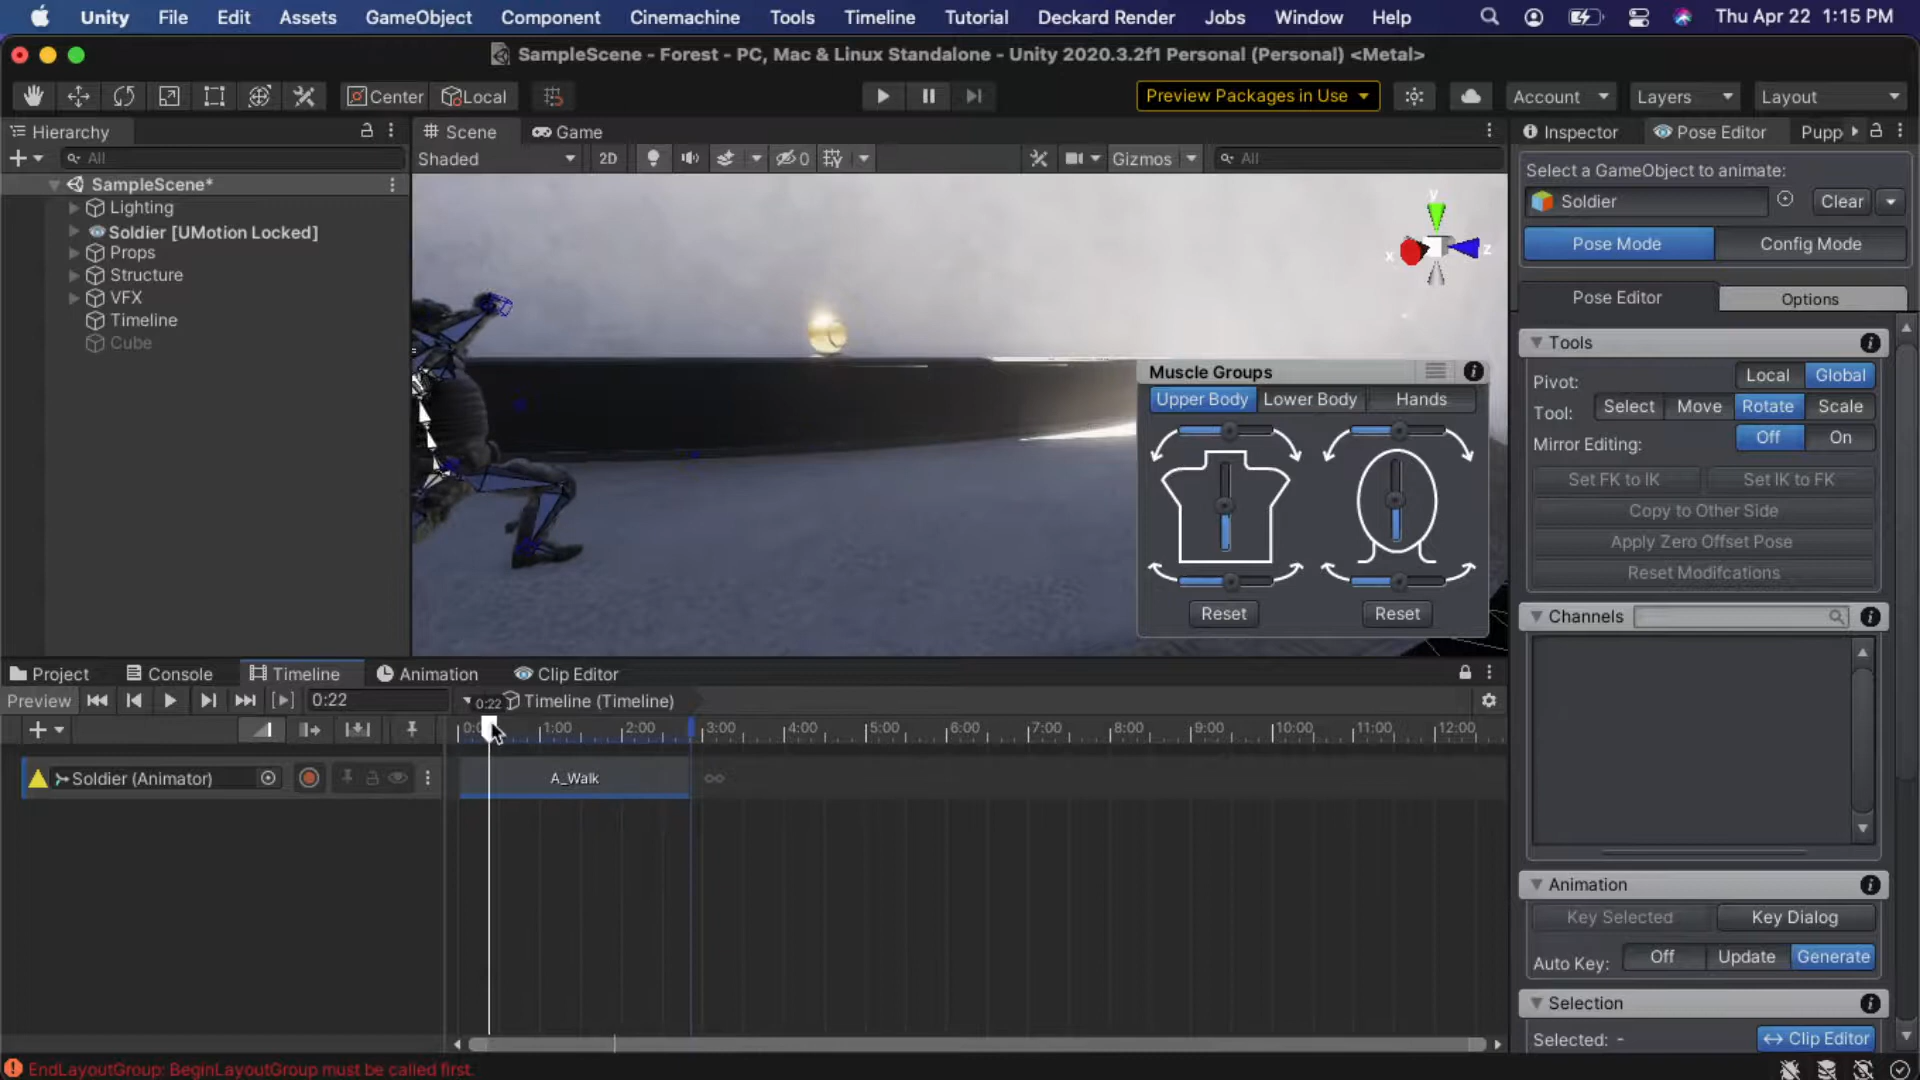 Unity File Edit Assets GameObject Component Cinemachine Tools Timeline Tutorial Deckard Render Jobs Window Help Thu Apr 22 1:15 PM
SampleScene - Forest - PC, Mac & Linux Standalone - Unity 2020.3.2f1 Personal (Personal) <Metal>
Center Local Preview Packages in Use Account Layers Layout
Hierarchy
All
SampleScene*
Lighting
Soldier [UMotion Locked]
Props
Structure
VFX
Timeline
Cube
Scene Game
Shaded 2D 0 Gizmos All
y
x z
Muscle Groups
Upper Body Lower Body Hands
Reset Reset
Inspector Pose Editor Pupp
Select a GameObject to animate:
Soldier Clear
Pose Mode Config Mode
Pose Editor Options
Tools
Pivot: Local Global
Tool: Select Move Rotate Scale
Mirror Editing: Off On
Set FK to IK Set IK to FK
Copy to Other Side
Apply Zero Offset Pose
Reset Modifcations
Channels
Animation
Key Selected Key Dialog
Auto Key: Off Update Generate
Selection
Selected: - Clip Editor
Project Console Timeline Animation Clip Editor
Preview 0:22 0:22 Timeline (Timeline)
1:00 2:00 3:00 4:00 5:00 6:00 7:00 8:00 9:00 10:00 11:00 12:00
Soldier (Animator) A_Walk
EndLayoutGroup: BeginLayoutGroup must be called first.